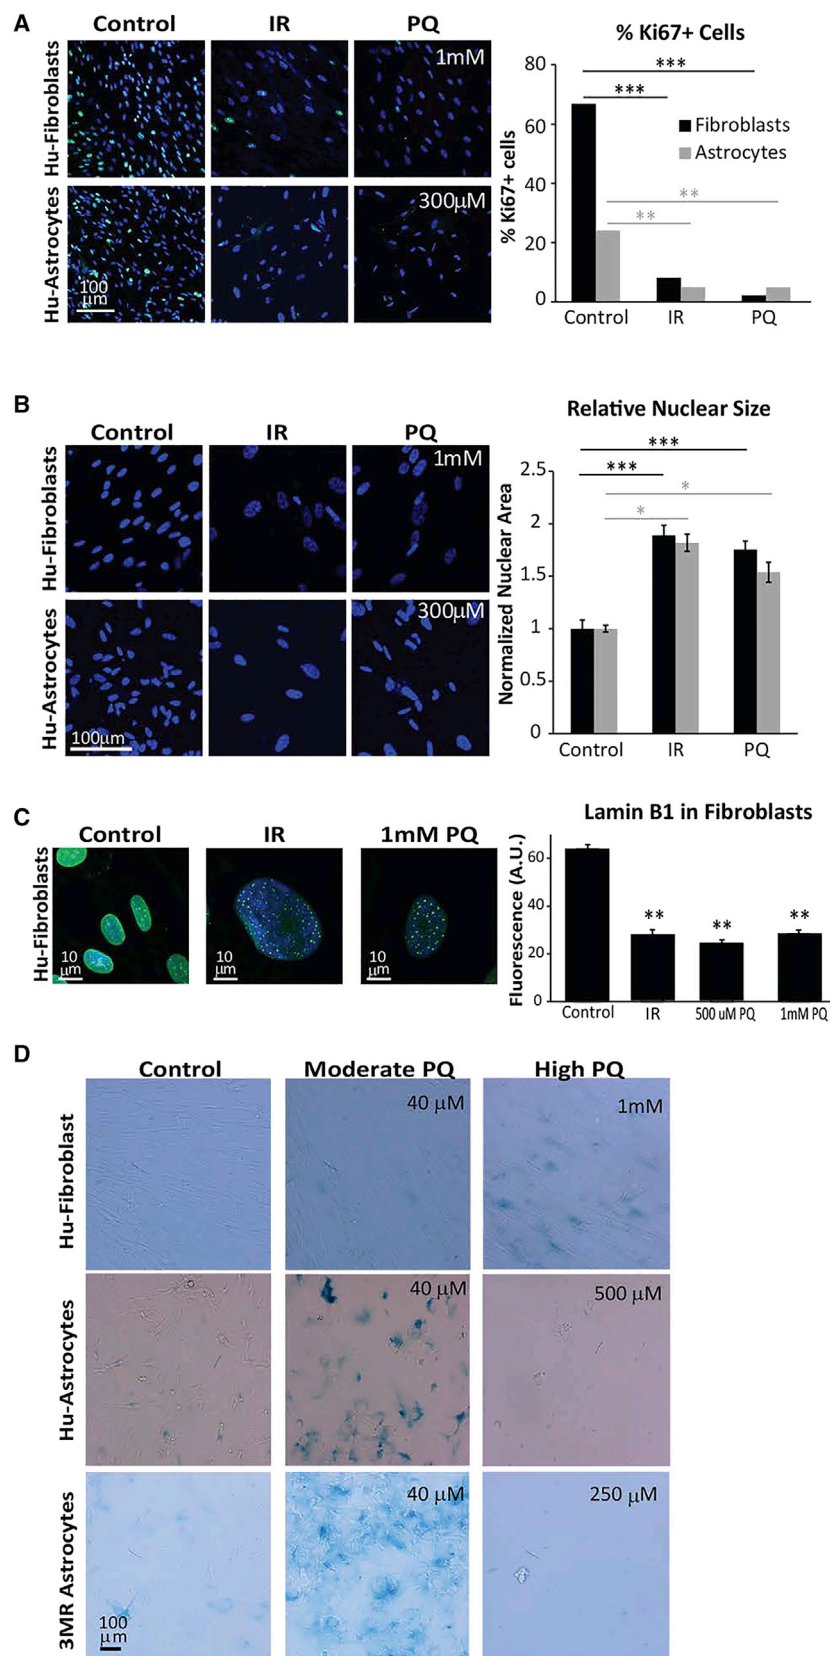 A
Control
IR
PQ
Hu-Fibroblasts
1mM
Hu-Astrocytes
300μM
100
μm
% Ki67+ Cells
% Ki67+ cells
80
60
40
20
0
***
***
**
**
Fibroblasts
Astrocytes
Control
IR
PQ
B
Control
IR
PQ
Hu-Fibroblasts
1mM
Hu-Astrocytes
300μM
100μm
Relative Nuclear Size
Normalized Nuclear Area
2.5
2
1.5
1
0.5
0
***
***
*
*
Control
IR
PQ
C
Control
IR
1mM PQ
Hu-Fibroblasts
10
μm
10
μm
10
μm
Lamin B1 in Fibroblasts
Fluorescence (A.U.)
60
40
20
0
**
**
**
Control
IR
500 uM PQ
1mM PQ
D
Control
Moderate PQ
High PQ
Hu-Fibroblast
40 μM
1mM
Hu-Astrocytes
40 μM
500 μM
3MR Astrocytes
40 μM
250 μM
100
μm